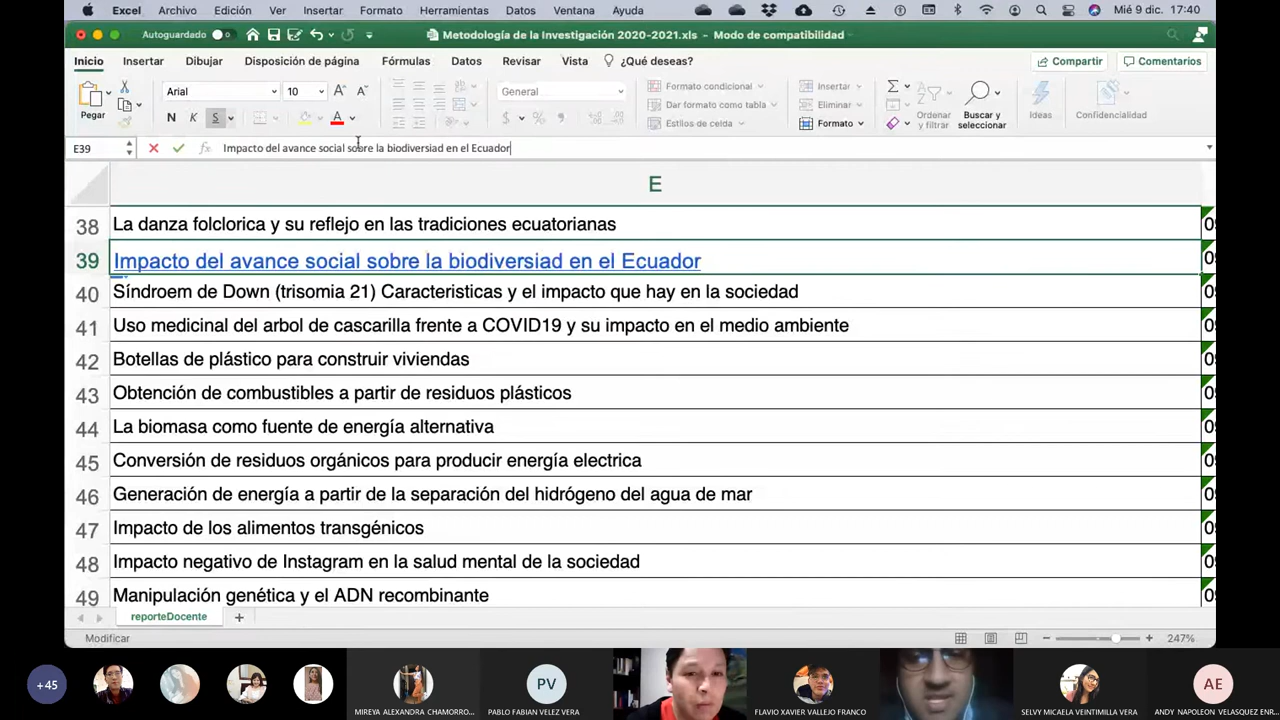 Excel Archivo Edición Ver Insertar Formato Herramientas Datos Ventana Ayuda Mié 9 dic. 17:40
Autoguardado Metodología de la Investigación 2020-2021.xls - Modo de compatibilidad
Inicio Insertar Dibujar Disposición de página Fórmulas Datos Revisar Vista ¿Qué deseas? Compartir Comentarios
Pegar Arial 10 General Formato condicional Insertar
Dar formato como tabla Eliminar
Estilos de celda Formato
Ordenar y filtrar Buscar y seleccionar Ideas Confidencialidad
N K S A $ %
E39 fx Impacto del avance social sobre la biodiversiad en el Ecuador
E
38 La danza folclorica y su reflejo en las tradiciones ecuatorianas
39 Impacto del avance social sobre la biodiversiad en el Ecuador
40 Síndroem de Down (trisomia 21) Caracteristicas y el impacto que hay en la sociedad
41 Uso medicinal del arbol de cascarilla frente a COVID19 y su impacto en el medio ambiente
42 Botellas de plástico para construir viviendas
43 Obtención de combustibles a partir de residuos plásticos
44 La biomasa como fuente de energía alternativa
45 Conversión de residuos orgánicos para producir energía electrica
46 Generación de energía a partir de la separación del hidrógeno del agua de mar
47 Impacto de los alimentos transgénicos
48 Impacto negativo de Instagram en la salud mental de la sociedad
49 Manipulación genética y el ADN recombinante
reporteDocente
Modificar 247%
+45 PV AE
MIREYA ALEXANDRA CHAMORRO... PABLO FABIAN VELEZ VERA FLAVIO XAVIER VALLEJO FRANCO SELVY MICAELA VEINTIMILLA VERA ANDY NAPOLEON VELASQUEZ ENR...